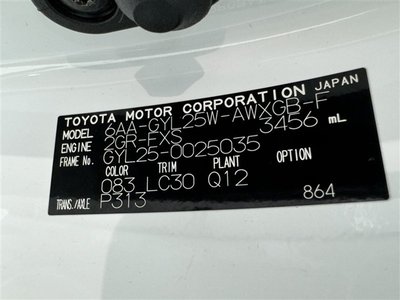 TOYOTA MOTOR CORPORATION JAPAN
MODEL 6AA-GYL25W-AWXGB-F
ENGINE 2GR-FXS 3456 mL
FRAME No. GYL25-0025035
COLOR TRIM PLANT OPTION
083 LC30 Q12
TRANS./AXLE P313 864